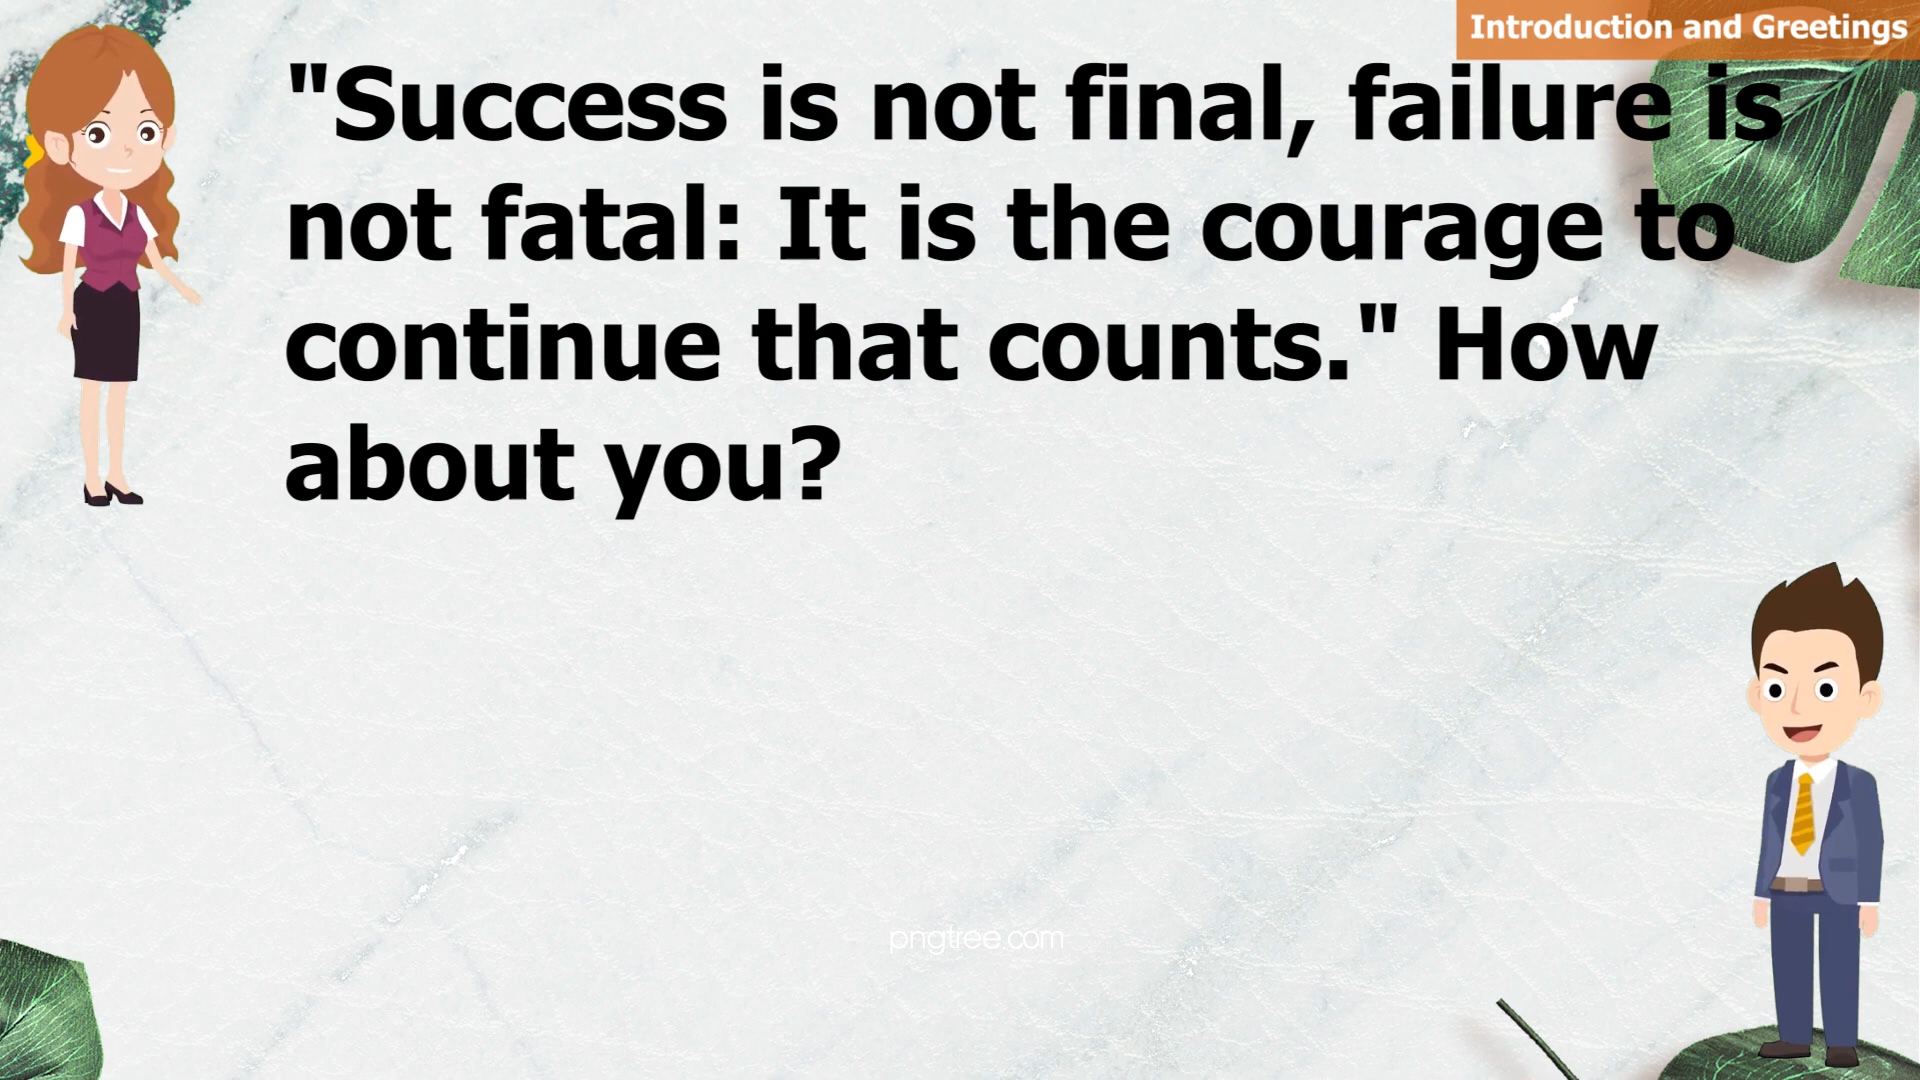 Introduction and Greetings
"Success is not final, failure is
not fatal: It is the courage to
continue that counts." How
about you?
pngtree.com